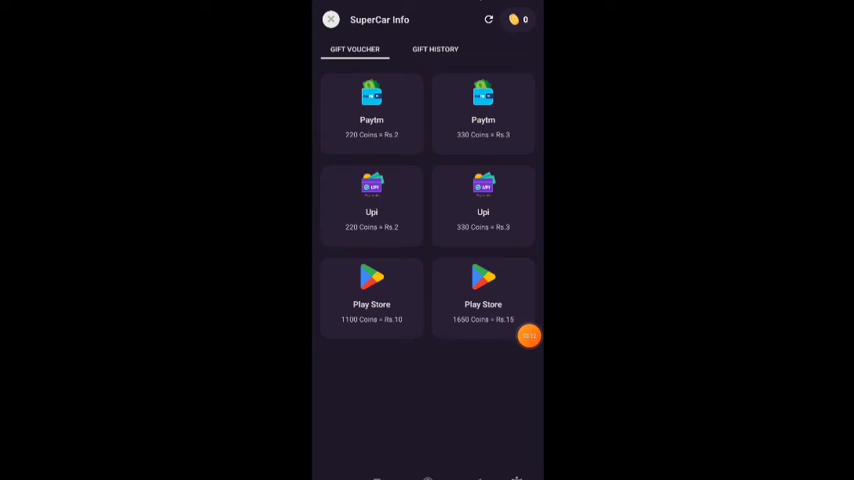 SuperCar Info
0
GIFT VOUCHER
GIFT HISTORY
Paytm
220 Coins = Rs.2
Paytm
330 Coins = Rs.3
UPI
Upi
220 Coins = Rs.2
UPI
Upi
330 Coins = Rs.3
Play Store
1100 Coins = Rs.10
Play Store
1650 Coins = Rs.15